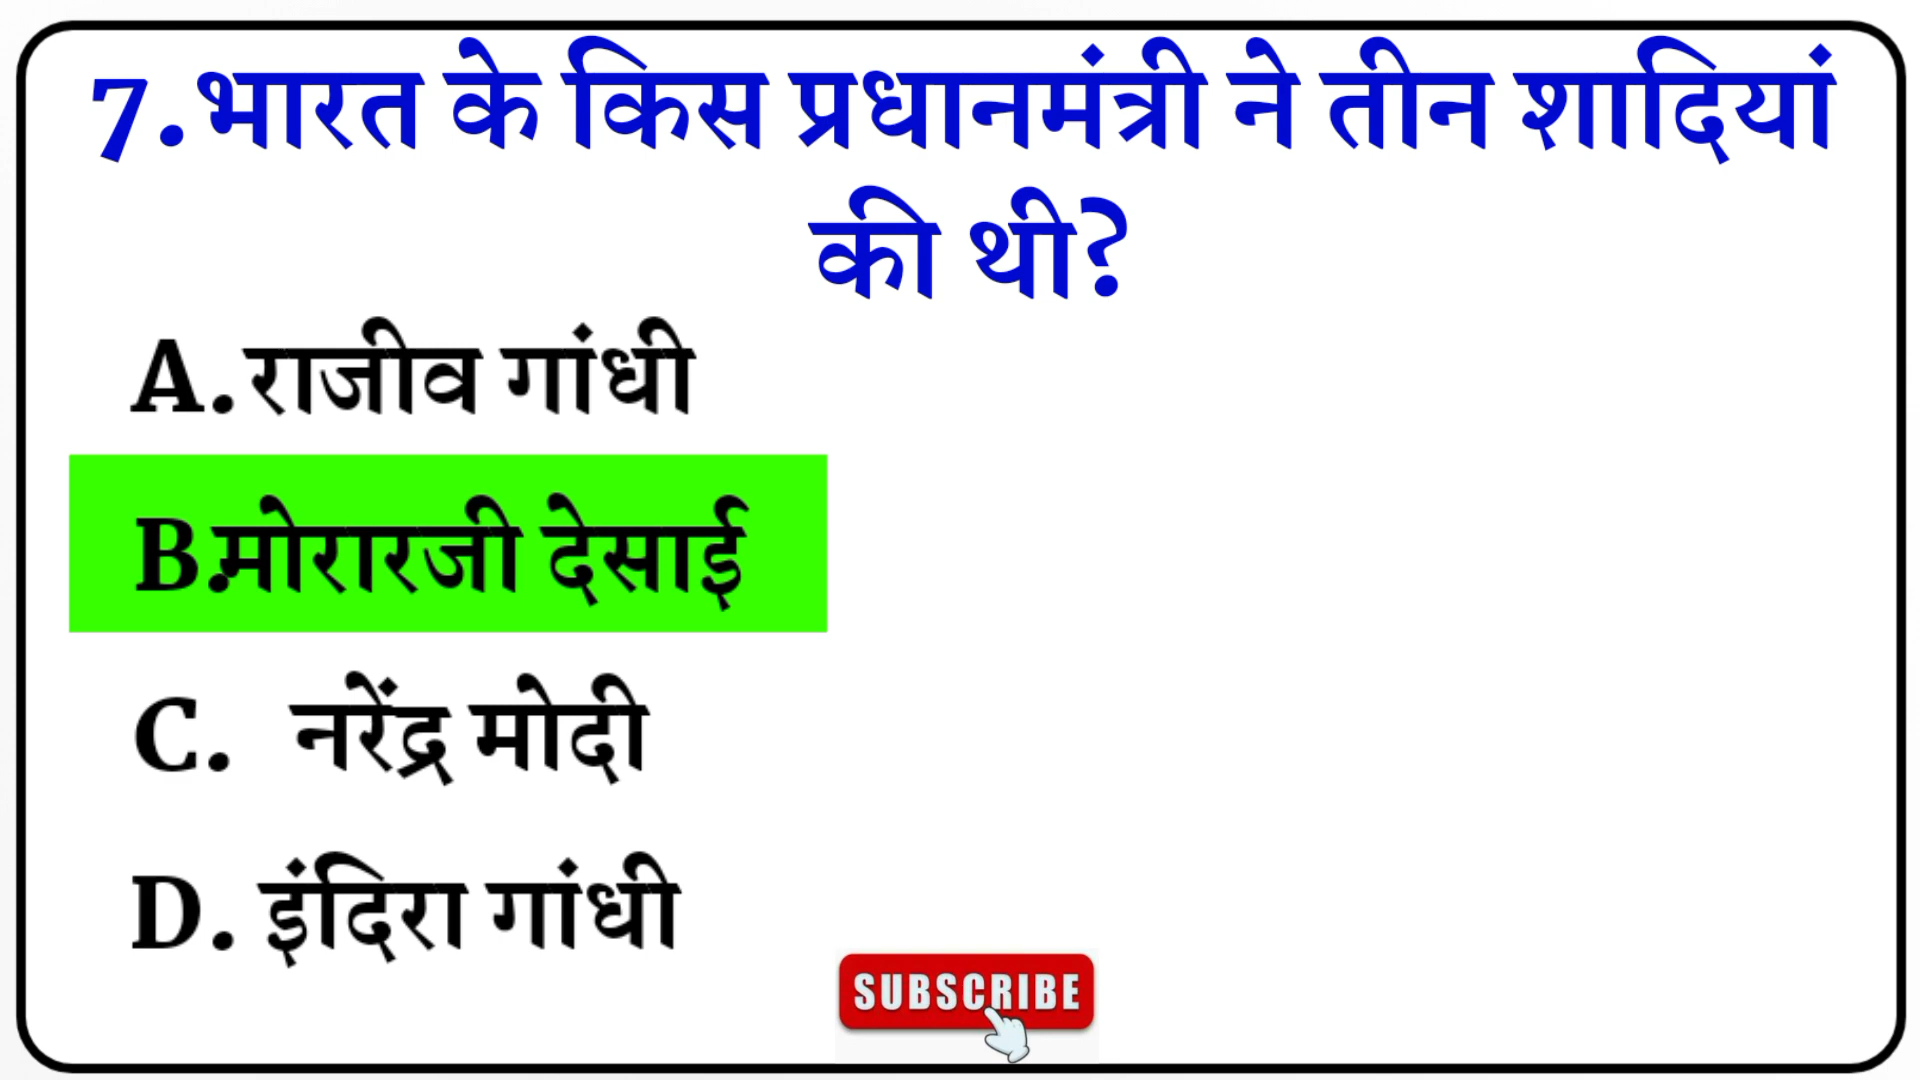 7.भारत के किस प्रधानमंत्री ने तीन शादियां
की थी?
A.राजीव गांधी
B.मोरारजी देसाई
C. नरेंद्र मोदी
D. इंदिरा गांधी
SUBSCRIBE